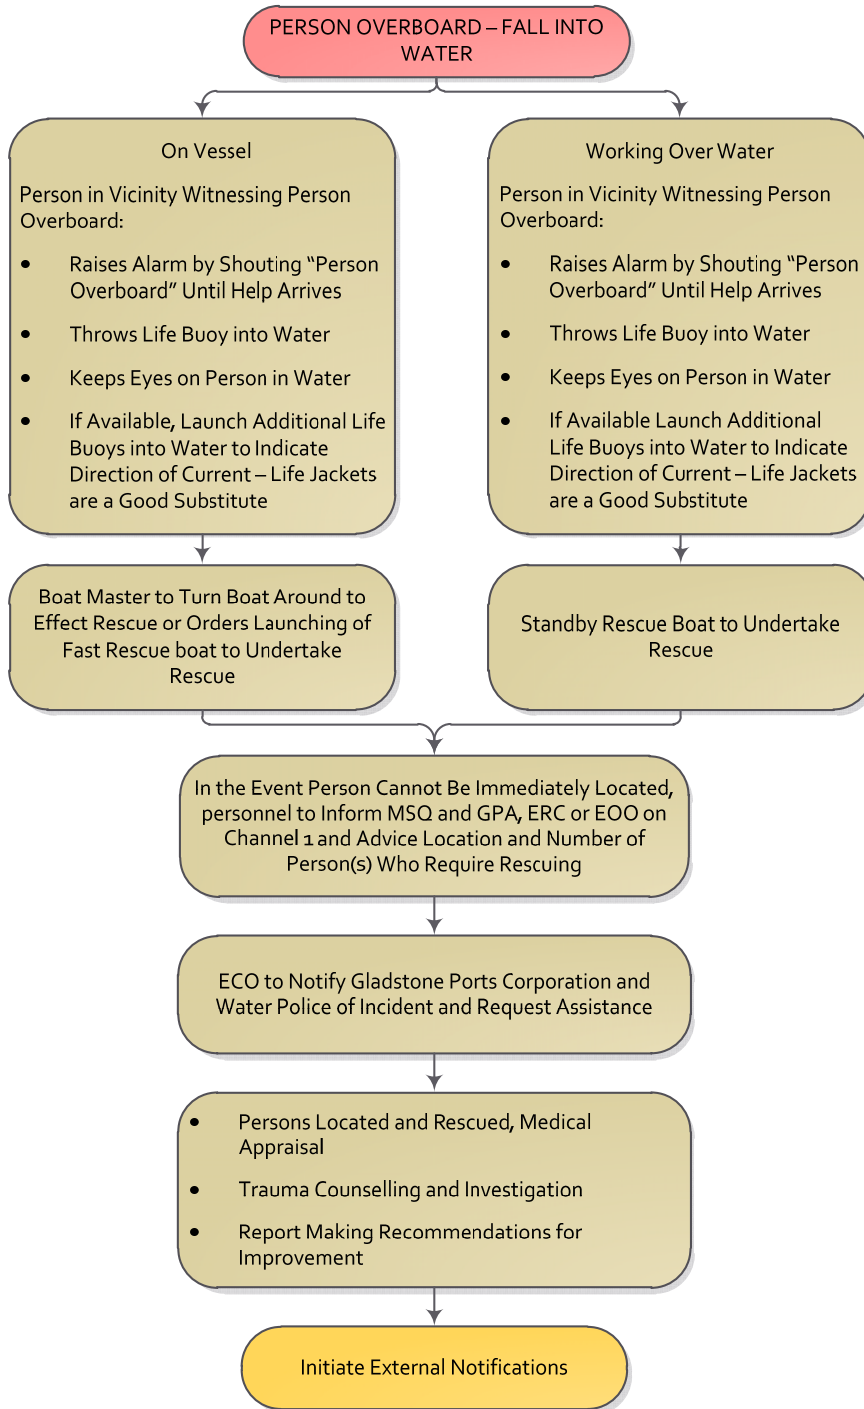 PERSON OVERBOARD – FALL INTO
WATER
On Vessel
Person in Vicinity Witnessing Person
Overboard:
• Raises Alarm by Shouting “Person
Overboard” Until Help Arrives
• Throws Life Buoy into Water
• Keeps Eyes on Person in Water
• If Available, Launch Additional Life
Buoys into Water to Indicate
Direction of Current – Life Jackets
are a Good Substitute
Working Over Water
Person in Vicinity Witnessing Person
Overboard:
• Raises Alarm by Shouting “Person
Overboard” Until Help Arrives
• Throws Life Buoy into Water
• Keeps Eyes on Person in Water
• If Available Launch Additional
Life Buoys into Water to Indicate
Direction of Current – Life Jackets
are a Good Substitute
Boat Master to Turn Boat Around to
Effect Rescue or Orders Launching of
Fast Rescue boat to Undertake
Rescue
Standby Rescue Boat to Undertake
Rescue
In the Event Person Cannot Be Immediately Located,
personnel to Inform MSQ and GPA, ERC or EOO on
Channel 1 and Advice Location and Number of
Person(s) Who Require Rescuing
ECO to Notify Gladstone Ports Corporation and
Water Police of Incident and Request Assistance
• Persons Located and Rescued, Medical
Appraisal
• Trauma Counselling and Investigation
• Report Making Recommendations for
Improvement
Initiate External Notifications